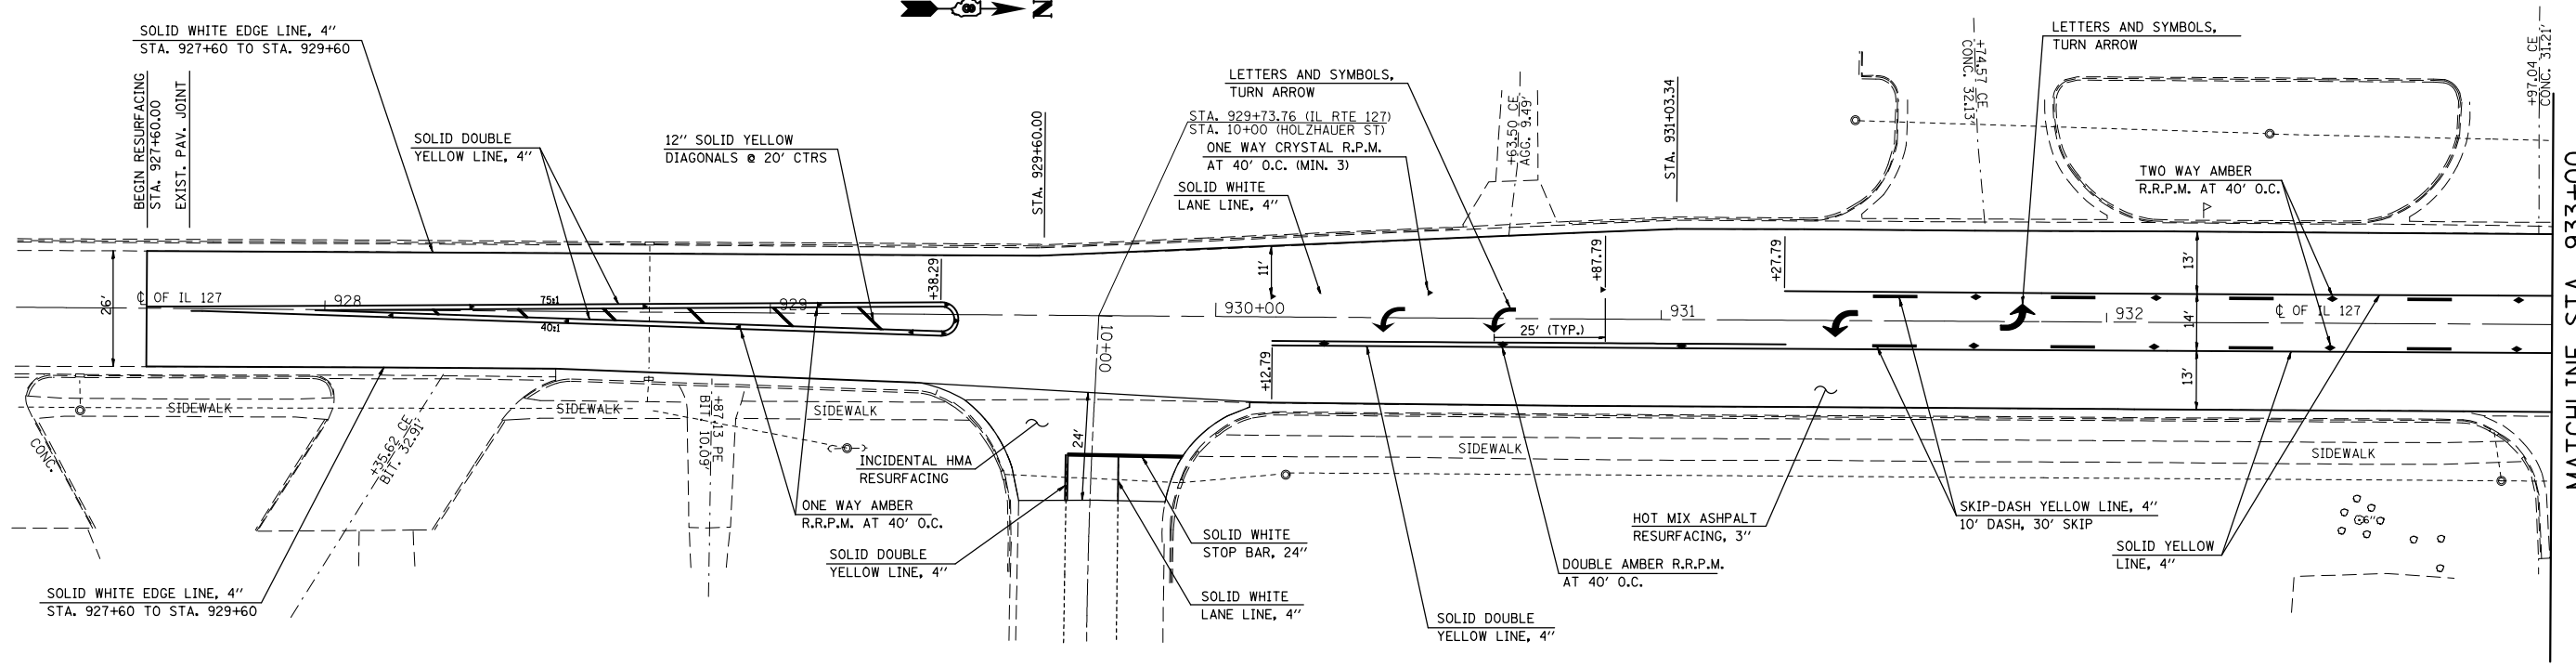 N
SOLID WHITE EDGE LINE, 4"
STA. 927+60 TO STA. 929+60
BEGIN RESURFACING
STA. 927+60.00
EXIST. PAV. JOINT
SOLID DOUBLE
YELLOW LINE, 4"
12" SOLID YELLOW
DIAGONALS @ 20' CTRS
STA. 929+60.00
LETTERS AND SYMBOLS,
TURN ARROW
STA. 929+73.76 (IL RTE 127)
STA. 10+00 (HOLZHAUER ST)
ONE WAY CRYSTAL R.P.M.
AT 40' O.C. (MIN. 3)
SOLID WHITE
LANE LINE, 4"
+63.50 CE
AGG. 9.49'
STA. 931+03.34
+74.57 CE
CONC. 32.13'
LETTERS AND SYMBOLS,
TURN ARROW
TWO WAY AMBER
R.R.P.M. AT 40' O.C.
+97.04 CE
CONC. 31.21'
MATCHLINE STA. 933+00
26'
℄ OF IL 127
928
75:1
40:1
929
+38.29
10+00
11'
930+00
+12.79
25' (TYP.)
+87.79
931
+27.79
932
℄ OF IL 127
13'
14'
13'
CONC.
SIDEWALK
+35.62 CE
BIT. 32.91'
SIDEWALK
+87.13 PE
BIT. 10.09'
SIDEWALK
24'
SIDEWALK
SIDEWALK
6"
INCIDENTAL HMA
RESURFACING
ONE WAY AMBER
R.R.P.M. AT 40' O.C.
SOLID DOUBLE
YELLOW LINE, 4"
SOLID WHITE
STOP BAR, 24"
SOLID WHITE
LANE LINE, 4"
SOLID DOUBLE
YELLOW LINE, 4"
DOUBLE AMBER R.R.P.M.
AT 40' O.C.
HOT MIX ASHPALT
RESURFACING, 3"
SKIP-DASH YELLOW LINE, 4"
10' DASH, 30' SKIP
SOLID YELLOW
LINE, 4"
SOLID WHITE EDGE LINE, 4"
STA. 927+60 TO STA. 929+60